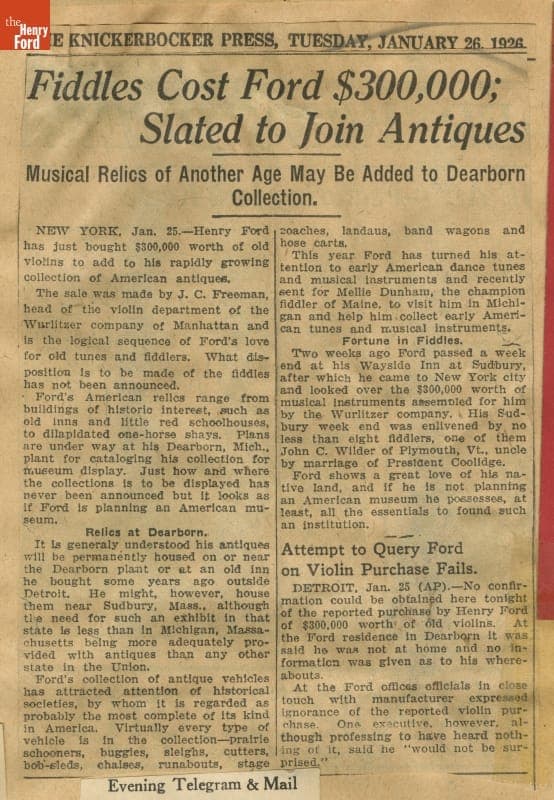 the
Henry
Ford
E KNICKERBOCKER PRESS, TUESDAY, JANUARY 26, 1926
Fiddles Cost Ford $300,000;
Slated to Join Antiques
Musical Relics of Another Age May Be Added to Dearborn
Collection.
NEW YORK, Jan. 25.—Henry Ford
has just bought $300,000 worth of old
violins to add to his rapidly growing
collection of American antiques.
The sale was made by J. C. Freeman,
head of the violin department of the
Wurlitzer company of Manhattan and
is the logical sequence of Ford's love
for old tunes and fiddlers. What dis-
position is to be made of the fiddles
has not been announced.
Ford's American relics range from
buildings of historic interest, such as
old inns and little red schoolhouses,
to dilapidated one-horse shays. Plans
are under way at his Dearborn, Mich.,
plant for cataloging his collection for
museum display. Just how and where
the collections is to be displayed has
never been announced but it looks as
if Ford is planning an American mu-
seum.
Relics at Dearborn.
It is generaly understood his antiques
will be permanently housed on or near
the Dearborn plant or at an old inn
he bought some years ago outside
Detroit. He might, however, house
them near Sudbury, Mass., although
the need for such an exhibit in that
state is less than in Michigan, Massa-
chusetts being more adequately pro-
vided with antiques than any other
state in the Union.
Ford's collection of antique vehicles
has attracted attention of historical
societies, by whom it is regarded as
probably the most complete of its kind
in America. Virtually every type of
vehicle is in the collection—prairie
schooners, buggies, sleighs, cutters,
bob-sleds, chaises, runabouts, stage
coaches, landaus, band wagons and
hose carts.
This year Ford has turned his at-
tention to early American dance tunes
and musical instruments and recently
sent for Mellie Dunham, the champion
fiddler of Maine, to visit him in Michi-
gan and help him collect early Ameri-
can tunes and musical instruments.
Fortune in Fiddles.
Two weeks ago Ford passed a week
end at his Wayside Inn at Sudbury,
after which he came to New York city
and looked over the $300,000 worth of
musical instruments assembled for him
by the Wurlitzer company. His Sud-
bury week end was enlivened by no
less than eight fiddlers, one of them
John C. Wilder of Plymouth, Vt., uncle
by marriage of President Coolidge.
Ford shows a great love of his na-
tive land, and if he is not planning
an American museum he possesses, at
least, all the essentials to found such
an institution.
Attempt to Query Ford
on Violin Purchase Fails.
DETROIT, Jan. 25 (AP).—No confir-
mation could be obtained here tonight
of the reported purchase by Henry Ford
of $300,000 worth of old violins. At
the Ford residence in Dearborn it was
said he was not at home and no in-
formation was given as to his where-
abouts.
At the Ford offices officials in close
touch with manufacturer expressed
ignorance of the reported violin pur-
chase. One executive, however, al-
though professing to have heard noth-
ing of it, said he "would not be sur-
prised."
Evening Telegram & Mail